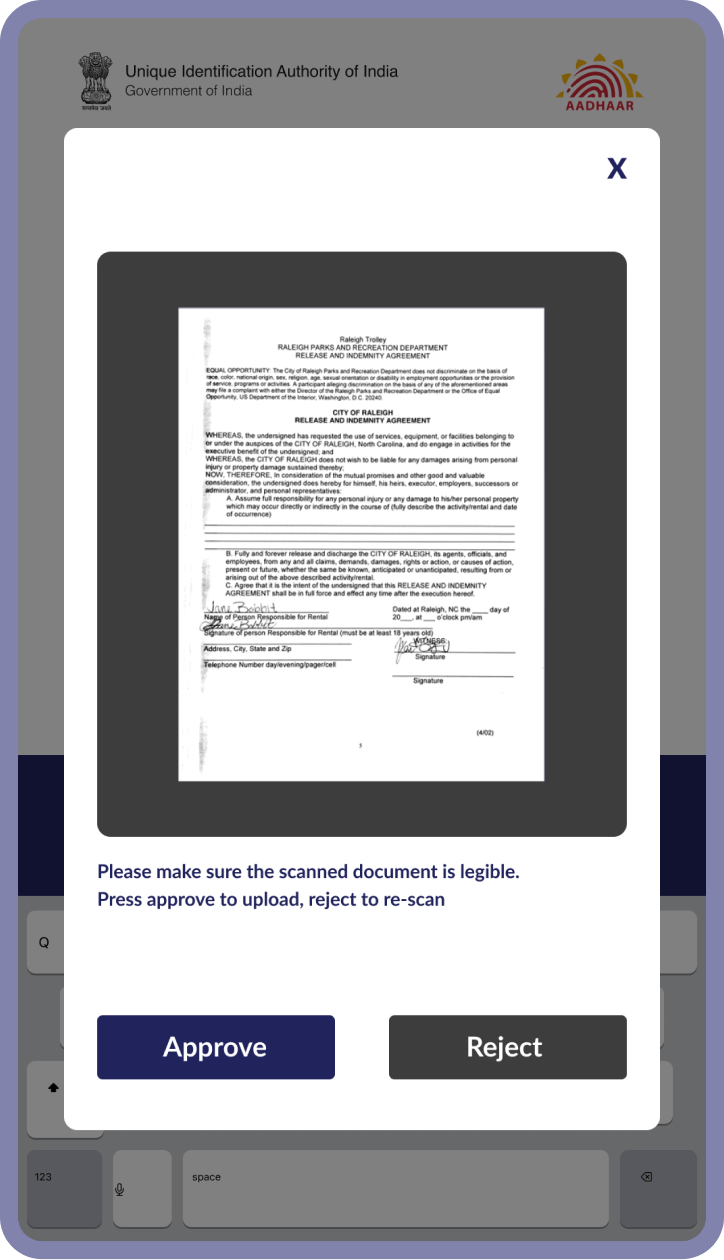 सत्यमेव जयते
Unique Identification Authority of India
Government of India
AADHAAR
X
Raleigh Trolley
RALEIGH PARKS AND RECREATION DEPARTMENT
RELEASE AND INDEMNITY AGREEMENT
EQUAL OPPORTUNITY: The City of Raleigh Parks and Recreation Department does not discriminate on the basis of
race, color, national origin, sex, religion, age, sexual orientation or disability in employment opportunities or the provision
of service, programs or activities. A participant alleging discrimination on the basis of any of the aforementioned areas
may file a complaint with either the Director of the Raleigh Parks and Recreation Department or the Office of Equal
Opportunity, US Department of the Interior, Washington, D.C. 20240.
CITY OF RALEIGH
RELEASE AND INDEMNITY AGREEMENT
WHEREAS, the undersigned has requested the use of services, equipment, or facilities belonging to
or under the auspices of the CITY OF RALEIGH, North Carolina, and do engage in activities for the
executive benefit of the undersigned; and
WHEREAS, the CITY OF RALEIGH does not wish to be liable for any damages arising from personal
injury or property damage sustained thereby;
NOW, THEREFORE, In consideration of the mutual promises and other good and valuable
consideration, the undersigned does hereby for himself, his heirs, executor, employers, successors or
administrator, and personal representatives:
A. Assume full responsibility for any personal injury or any damage to his/her personal property
which may occur directly or indirectly in the course of (fully describe the activity/rental and date
of occurrence)
B. Fully and forever release and discharge the CITY OF RALEIGH, its agents, officials, and
employees, from any and all claims, demands, damages, rights or action, or causes of action,
present or future, whether the same be known, anticipated or unanticipated, resulting from or
arising out of the above described activity/rental.
C. Agree that it is the intent of the undersigned that this RELEASE AND INDEMNITY
AGREEMENT shall be in full force and effect any time after the execution hereof.
Jane Bobbit
Name of Person Responsible for Rental
Jane Bobbit
Signature of person Responsible for Rental (must be at least 18 years old)
Address, City, State and Zip
Telephone Number day/evening/pager/cell
Dated at Raleigh, NC the ____ day of
20___, at ___ o'clock pm/am
WITNESS:
Signature
Signature
(4/02)
5
Please make sure the scanned document is legible.
Press approve to upload, reject to re-scan
Approve
Reject
Q
123
space